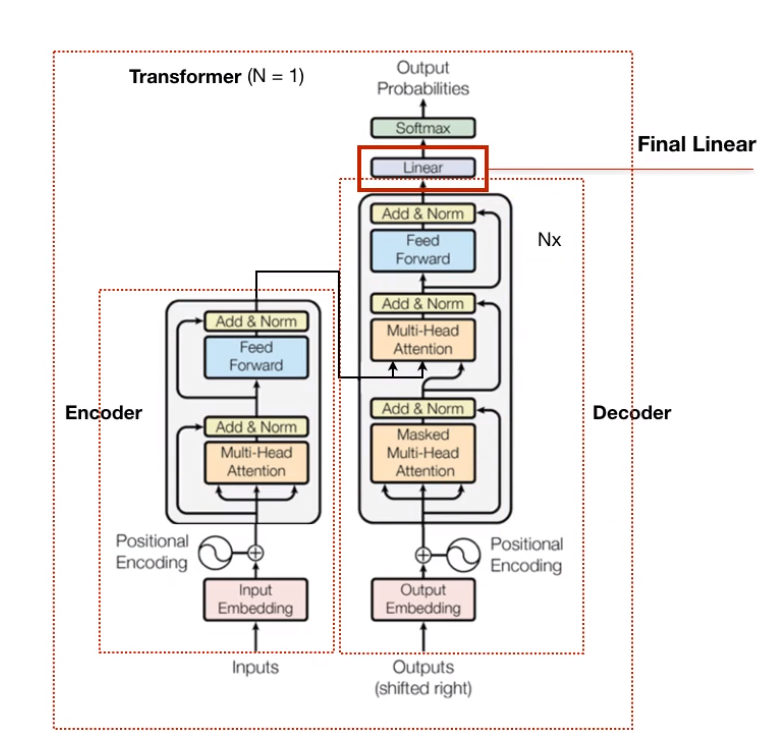 Transformer (N = 1)
Output
Probabilities
Softmax
Linear
Final Linear
Add & Norm
Feed
Forward
Nx
Add & Norm
Multi-Head
Attention
Add & Norm
Masked
Multi-Head
Attention
Decoder
Positional
Encoding
Output
Embedding
Outputs
(shifted right)
Add & Norm
Feed
Forward
Encoder
Add & Norm
Multi-Head
Attention
Positional
Encoding
Input
Embedding
Inputs